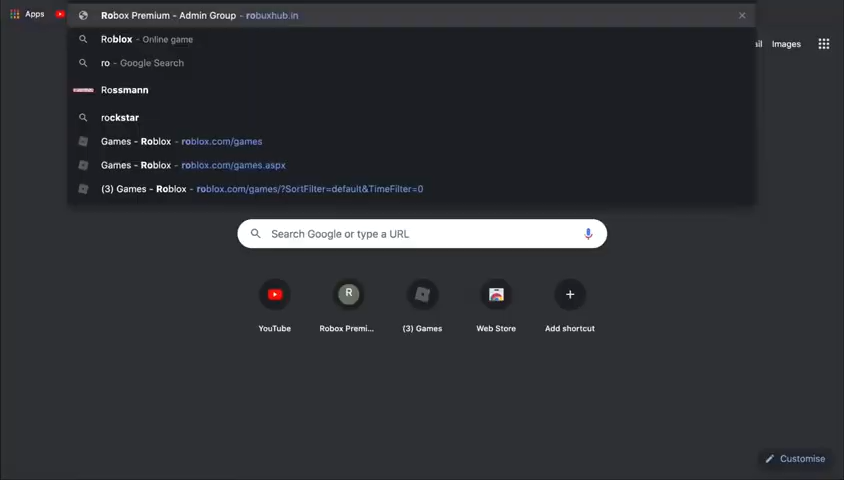 Apps
Robox Premium - Admin Group - robuxhub.in
Roblox - Online game
ro - Google Search
Rossmann
rockstar
Games - Roblox - roblox.com/games
Games - Roblox - roblox.com/games.aspx
(3) Games - Roblox - roblox.com/games/?SortFilter=default&TimeFilter=0
ail Images
Search Google or type a URL
R
YouTube Robox Premi... (3) Games Web Store Add shortcut
Customise